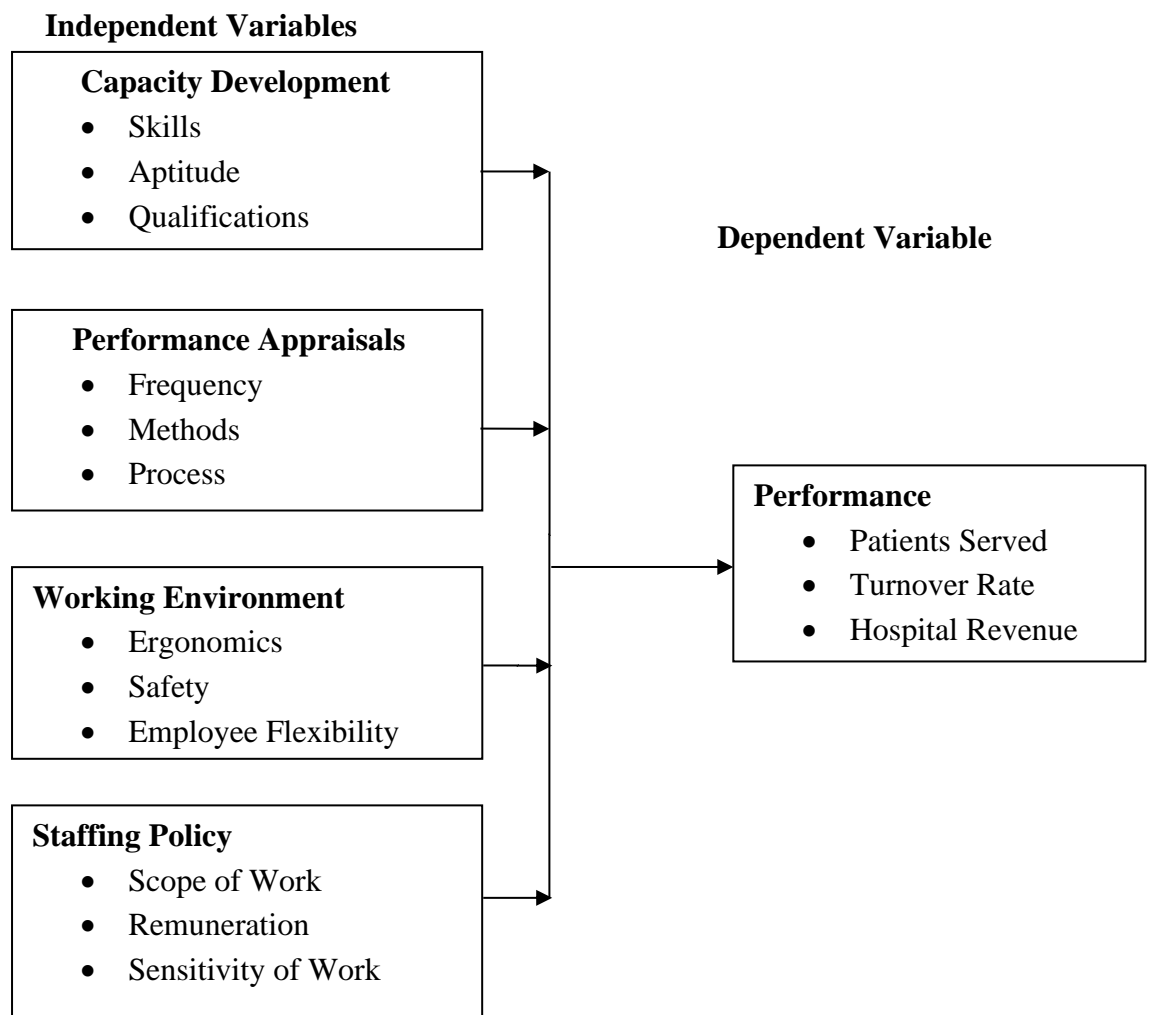 Independent Variables
Capacity Development
• Skills
• Aptitude
• Qualifications
Dependent Variable
Performance Appraisals
• Frequency
• Methods
• Process
Performance
• Patients Served
• Turnover Rate
• Hospital Revenue
Working Environment
• Ergonomics
• Safety
• Employee Flexibility
Staffing Policy
• Scope of Work
• Remuneration
• Sensitivity of Work